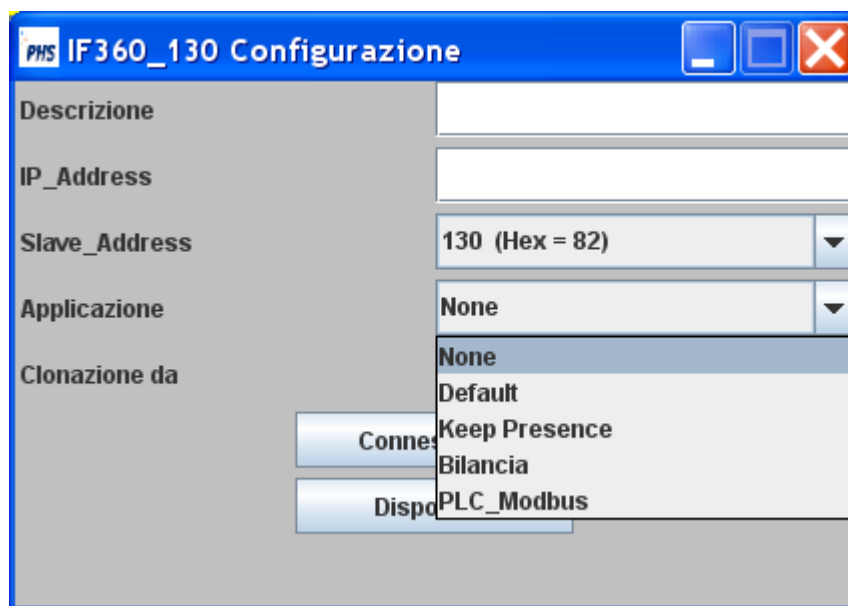 PHS IF360_130 Configurazione
Descrizione
IP_Address
Slave_Address 130 (Hex = 82)
Applicazione None
None
Clonazione da
Default
Keep Presence
Bilancia
PLC_Modbus